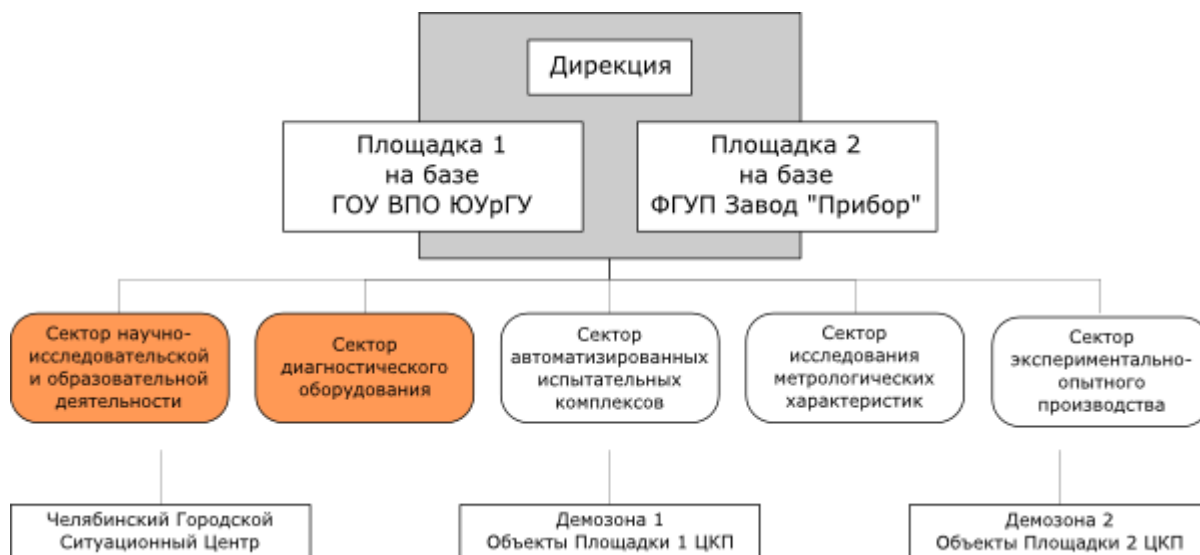 Дирекция
Площадка 1
на базе
ГОУ ВПО ЮУрГУ
Площадка 2
на базе
ФГУП Завод "Прибор"
Сектор научно-
исследовательской
и образовательной
деятельности
Сектор
диагностического
оборудования
Сектор
автоматизированных
испытательных
комплексов
Сектор
исследования
метрологических
характеристик
Сектор
экспериментально-
опытного
производства
Челябинский Городской
Ситуационный Центр
Демозона 1
Объекты Площадки 1 ЦКП
Демозона 2
Объекты Площадки 2 ЦКП